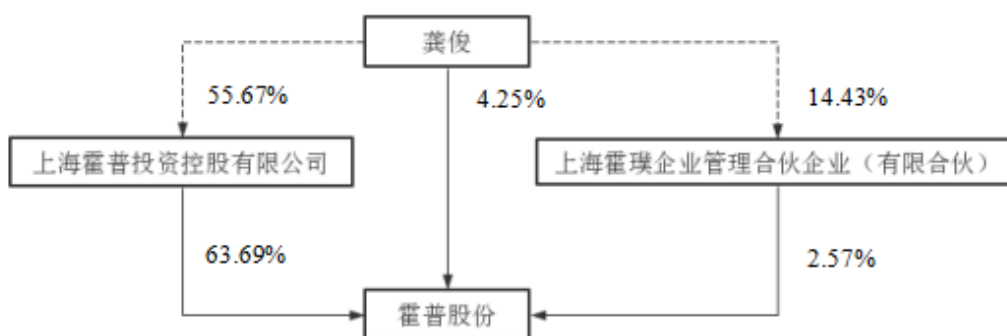 龚俊
55.67%
4.25%
14.43%
上海霍普投资控股有限公司
上海霍璞企业管理合伙企业（有限合伙）
63.69%
2.57%
霍普股份